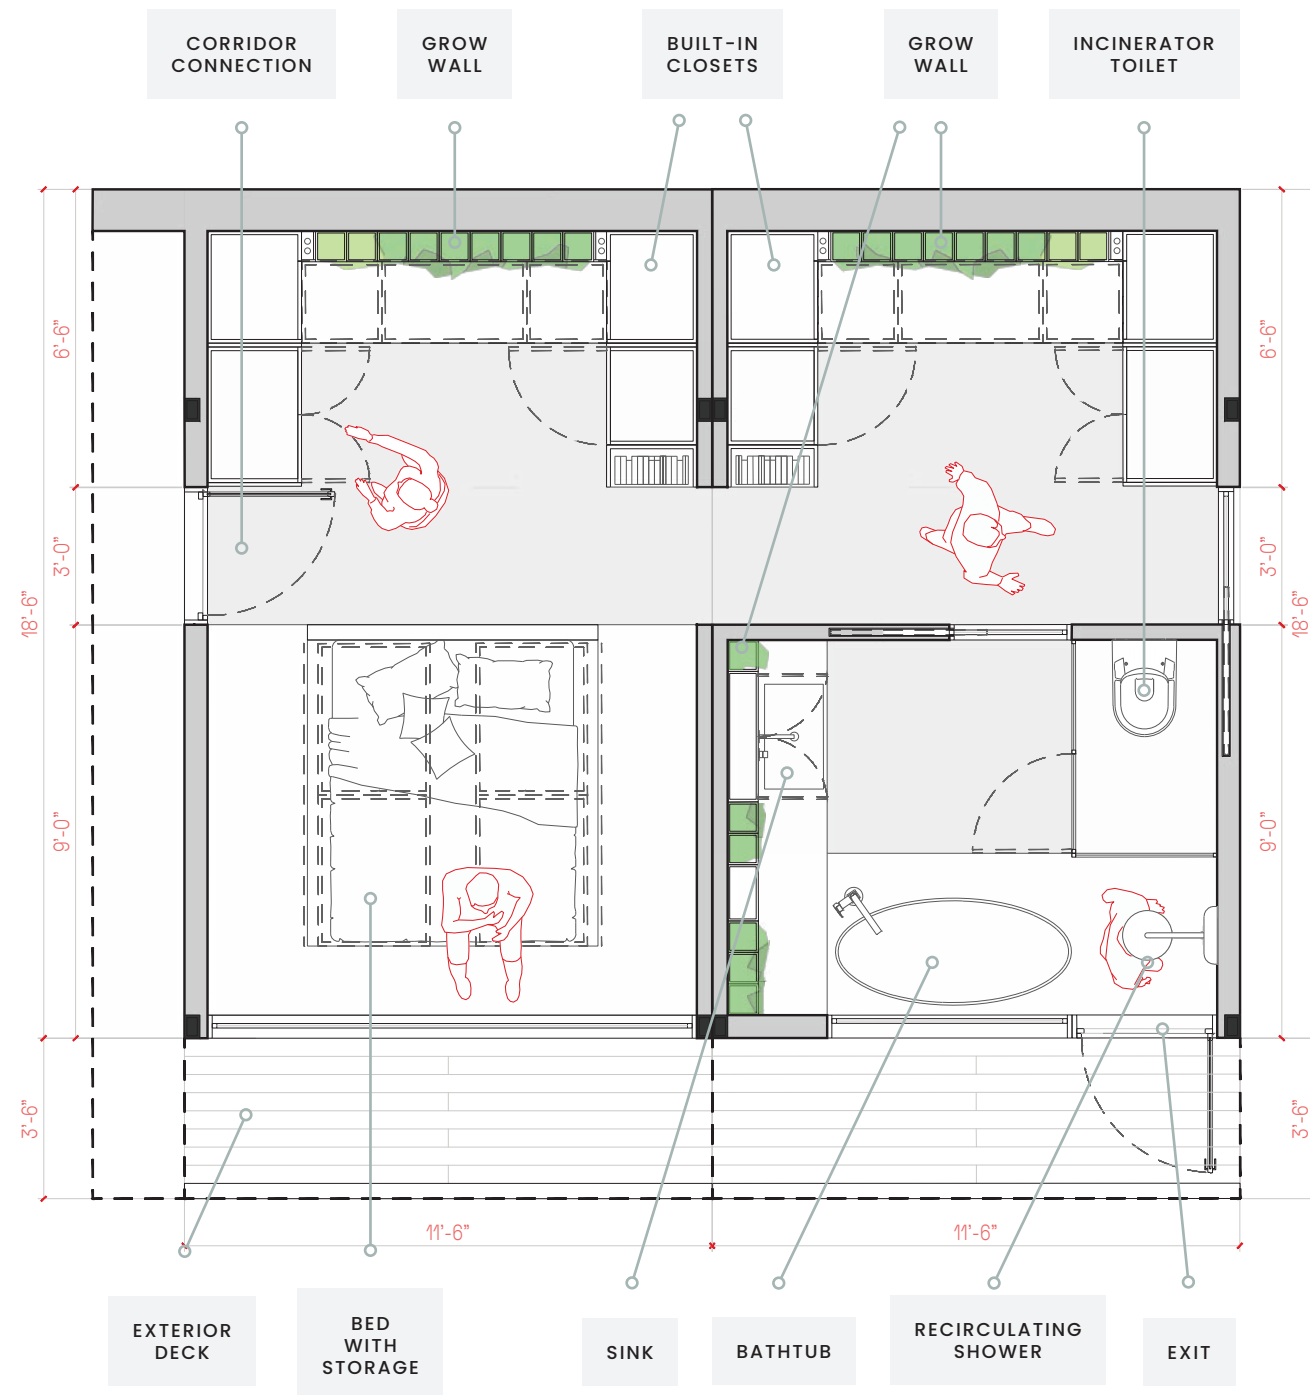 CORRIDOR
CONNECTION
GROW
WALL
BUILT-IN
CLOSETS
GROW
WALL
INCINERATOR
TOILET
6'-6"
6'-6"
3'-0"
3'-0"
18'-6"
18'-6"
9'-0"
9'-0"
3'-6"
3'-6"
11'-6"
11'-6"
EXTERIOR
DECK
BED
WITH
STORAGE
SINK
BATHTUB
RECIRCULATING
SHOWER
EXIT